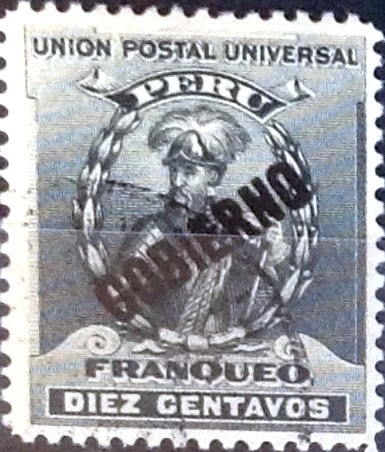 UNION POSTAL UNIVERSAL
PERU
GOBIERNO
FRANQUEO
DIEZ CENTAVOS